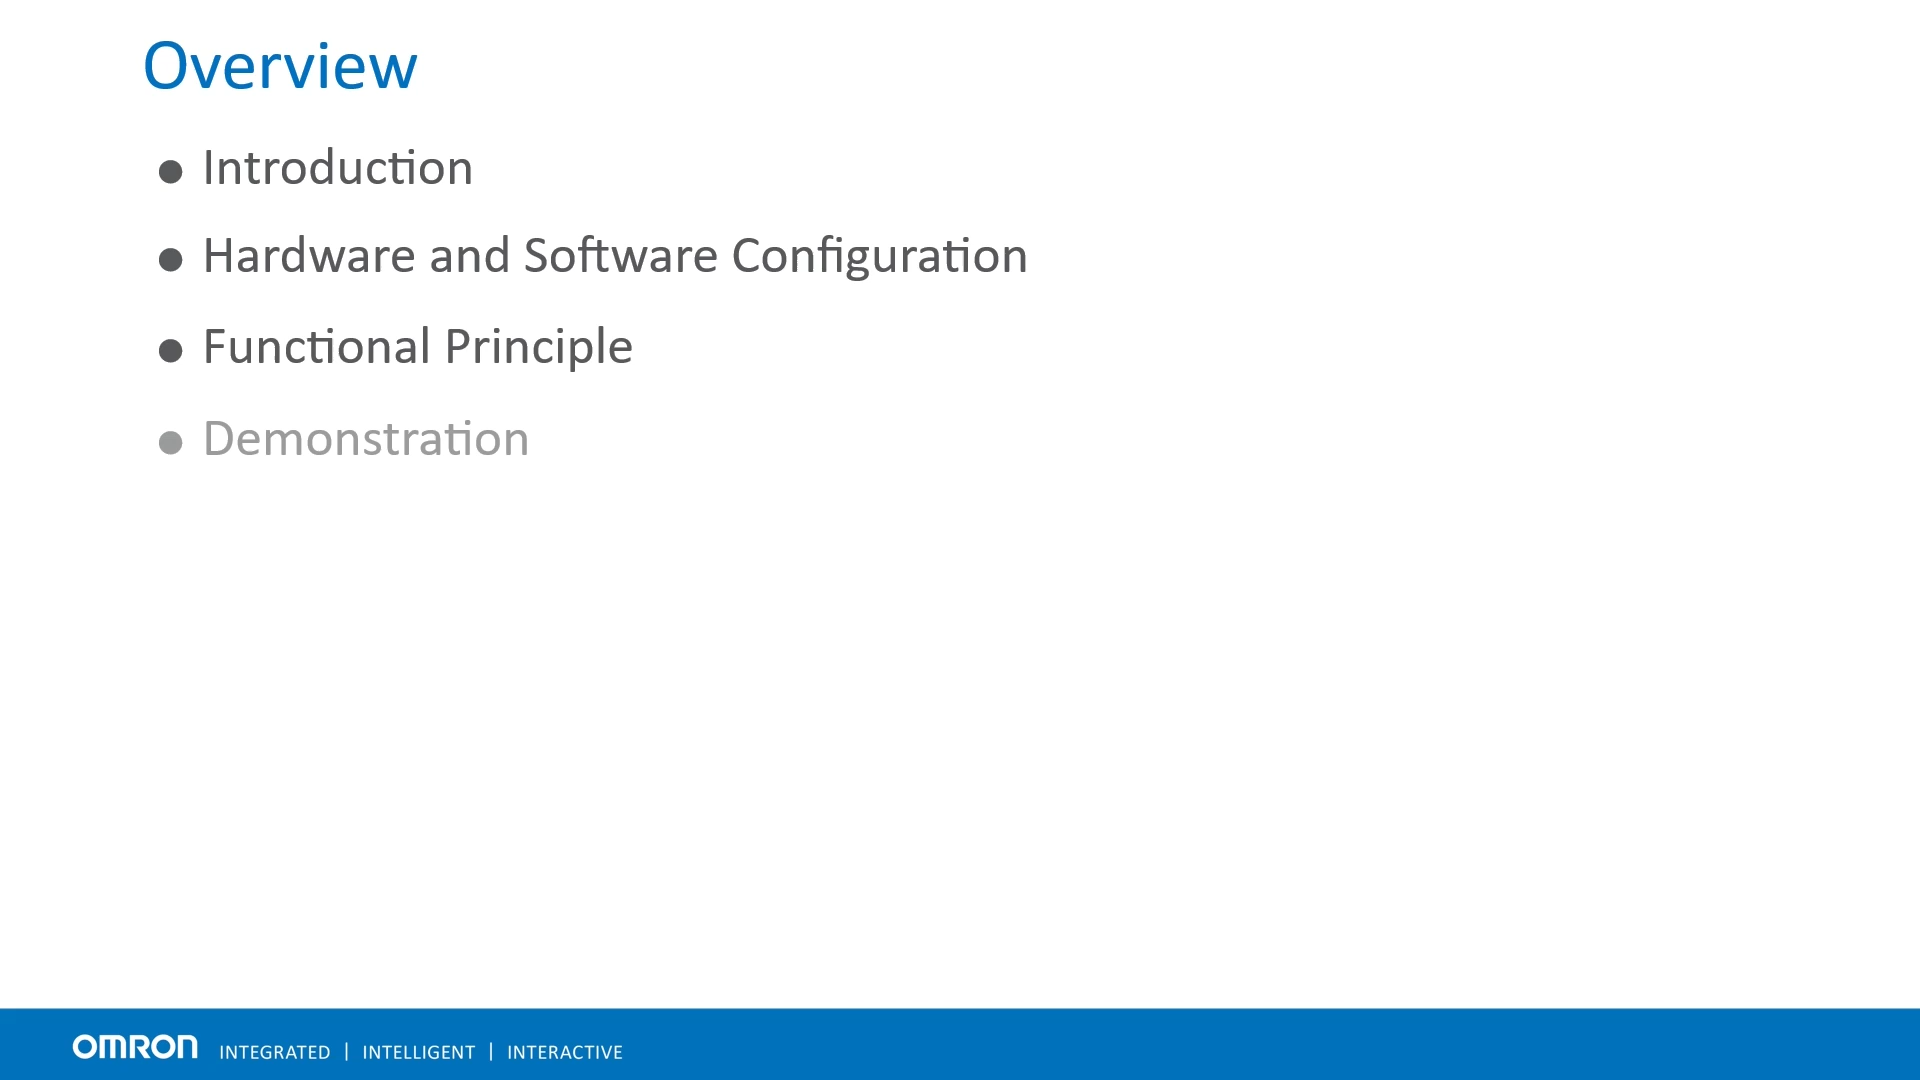 Overview
● Introduction
● Hardware and Software Configuration
● Functional Principle
● Demonstration
OMRON INTEGRATED | INTELLIGENT | INTERACTIVE